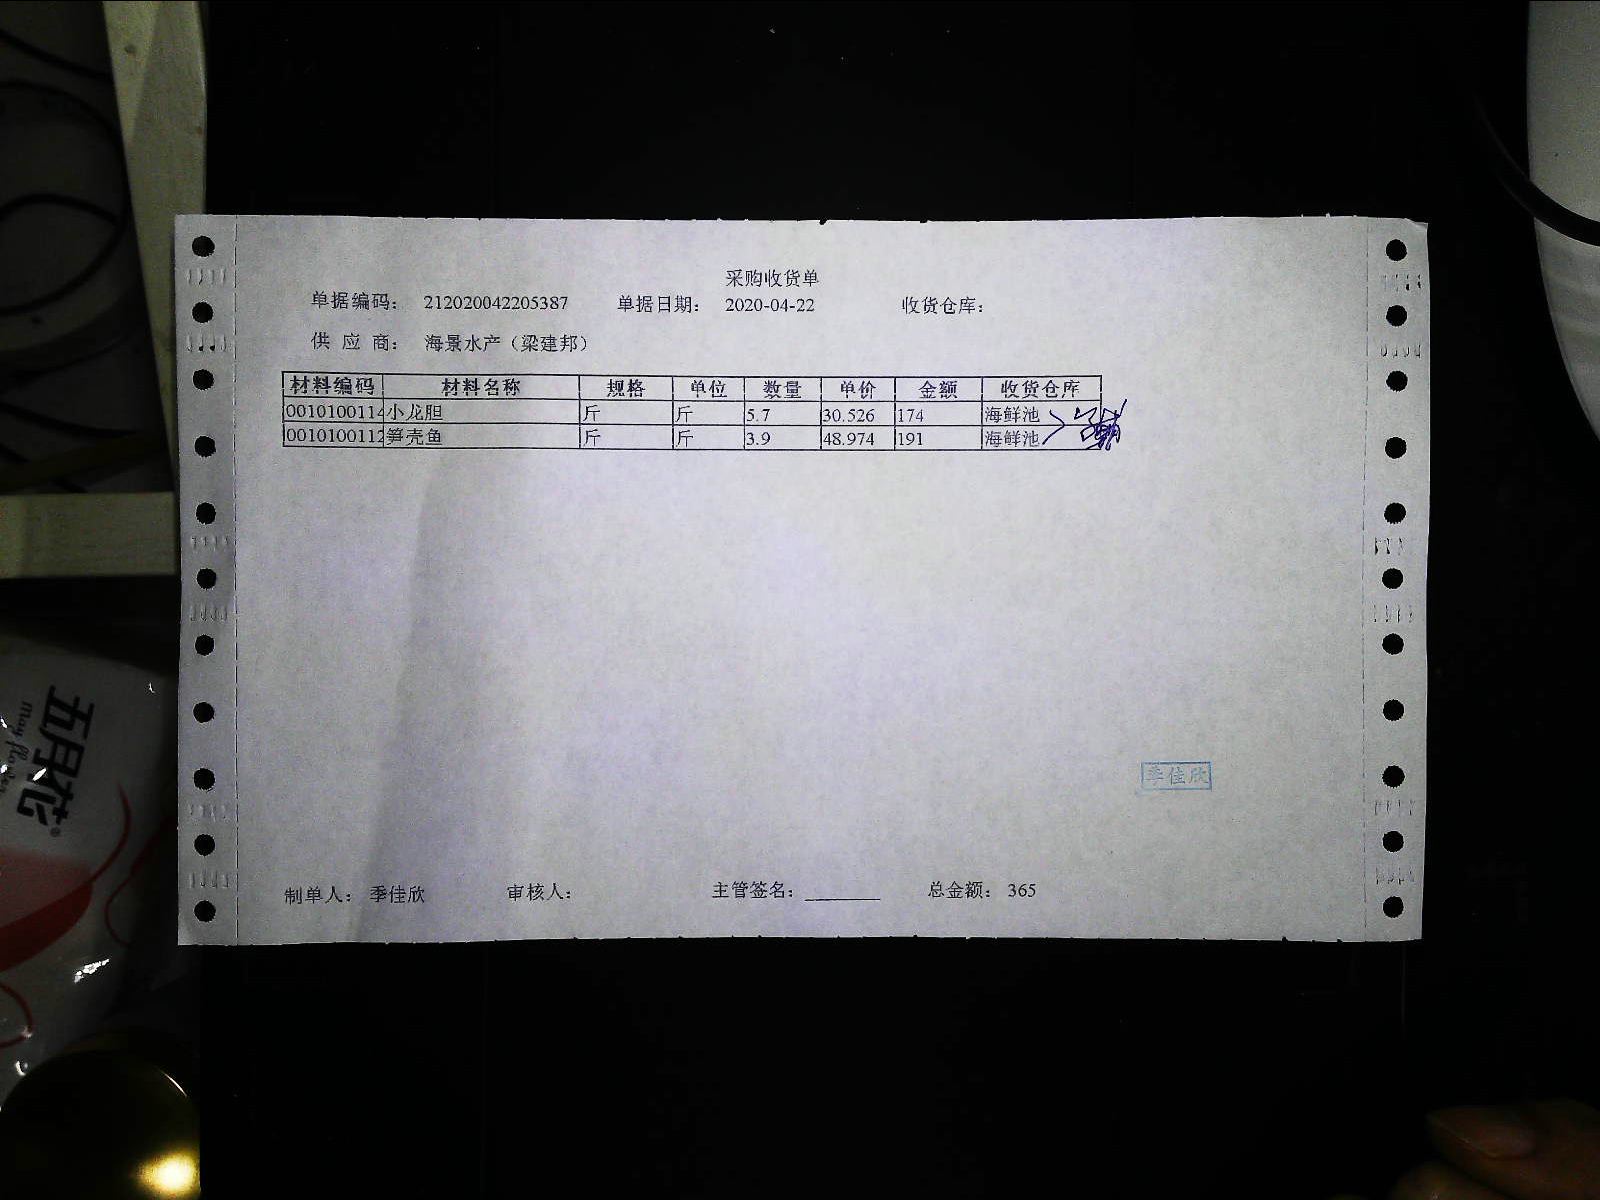 采购收货单
单据编码： 212020042205387 单据日期： 2020-04-22 收货仓库：
供 应 商： 海景水产（梁建邦）
材料编码 材料名称 规格 单位 数量 单价 金额 收货仓库
0010100114 小龙胆 斤 斤 5.7 30.526 174 海鲜池
0010100112 笋壳鱼 斤 斤 3.9 48.974 191 海鲜池
季佳欣
制单人： 季佳欣 审核人： 主管签名： 总金额： 365
五月花